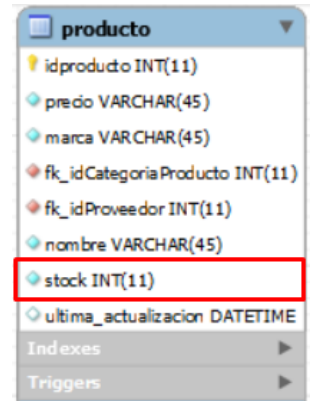 producto
idproducto INT(11)
precio VARCHAR(45)
marca VARCHAR(45)
fk_idCategoriaProducto INT(11)
fk_idProveedor INT(11)
nombre VARCHAR(45)
stock INT(11)
ultima_actualizacion DATETIME
Indexes
Triggers